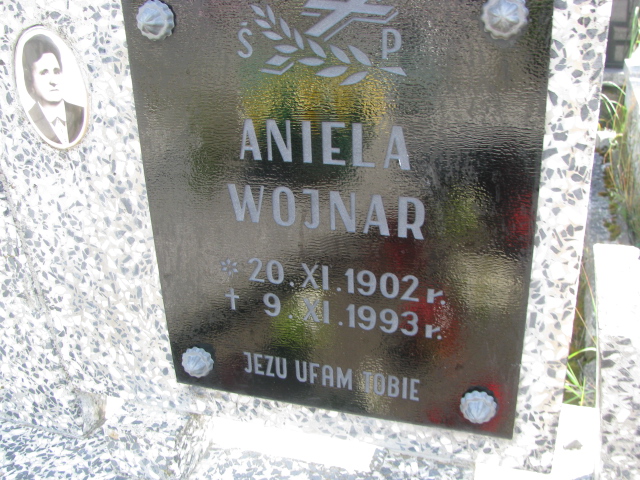 Ś P
ANIELA
WOJNAR
* 20.XI.1902 r.
† 9.XI.1993 r.
JEZU UFAM TOBIE